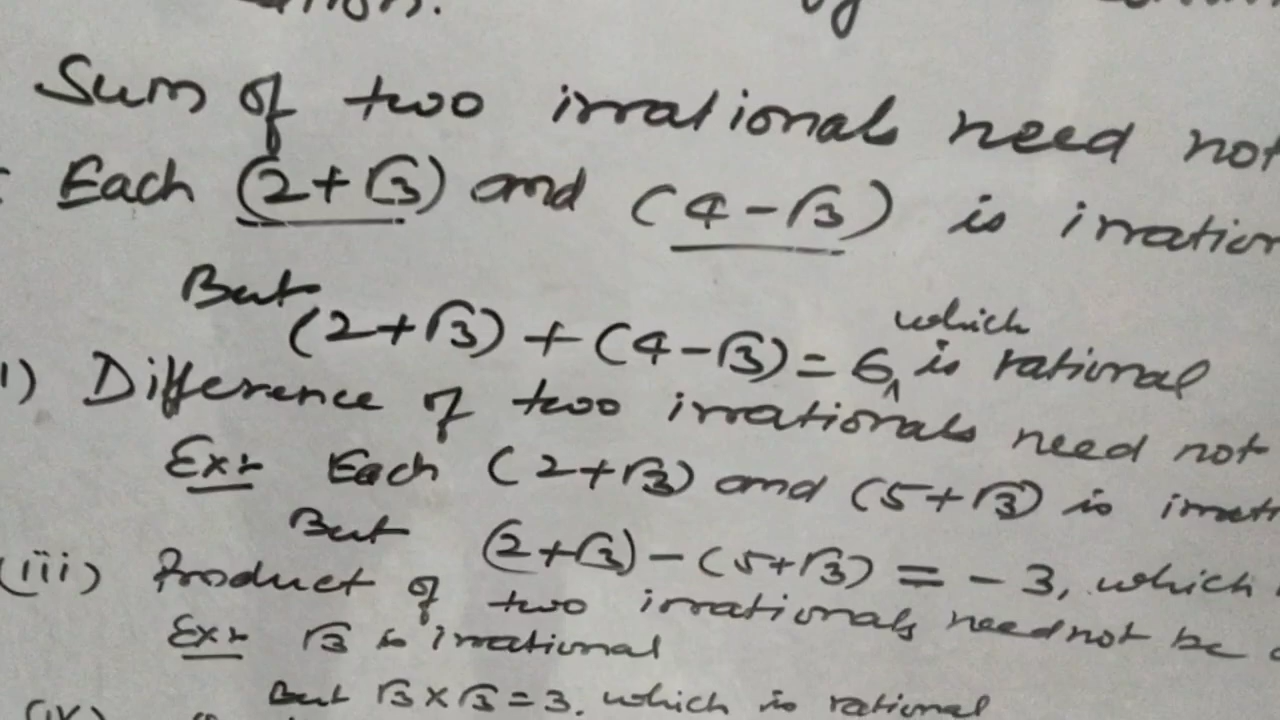 Sum of two irrationals need not
Each (2+√3) and (4-√3) is irration
But (2+√3) + (4-√3) = 6 which is rational
i) Difference of two irrationals need not
Ex:- Each (2+√3) and (5+√3) is irrati
But (2+√3) - (5+√3) = - 3, which
(iii) Product of two irrationals need not be
Ex:- √3 is irrational
But √3 × √3 = 3. which is rational
(iv)